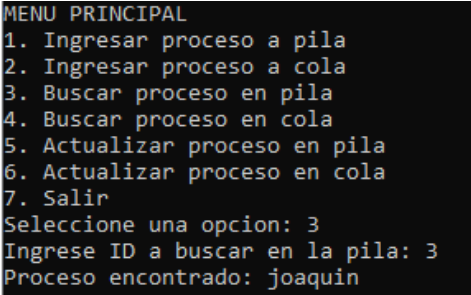 MENU PRINCIPAL
1. Ingresar proceso a pila
2. Ingresar proceso a cola
3. Buscar proceso en pila
4. Buscar proceso en cola
5. Actualizar proceso en pila
6. Actualizar proceso en cola
7. Salir
Seleccione una opcion: 3
Ingrese ID a buscar en la pila: 3
Proceso encontrado: joaquin